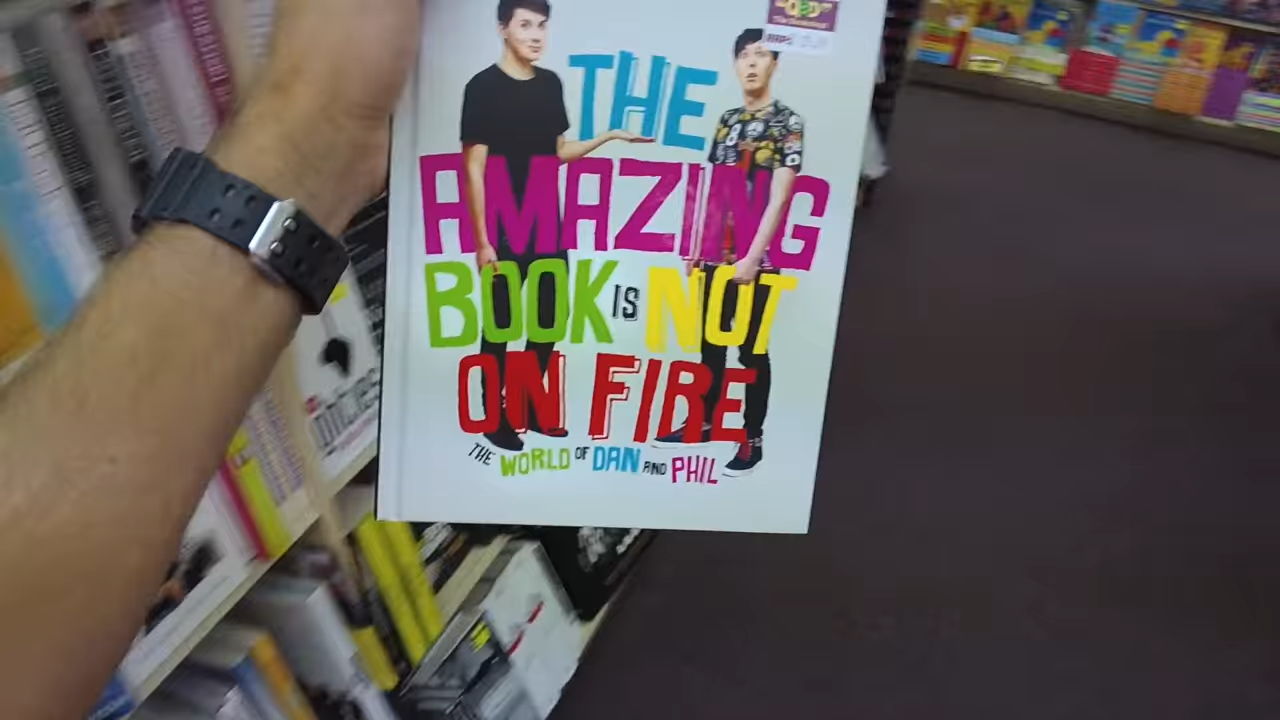 THE
AMAZING
BOOK IS NOT
ON FIRE
THE WORLD OF DAN AND PHIL